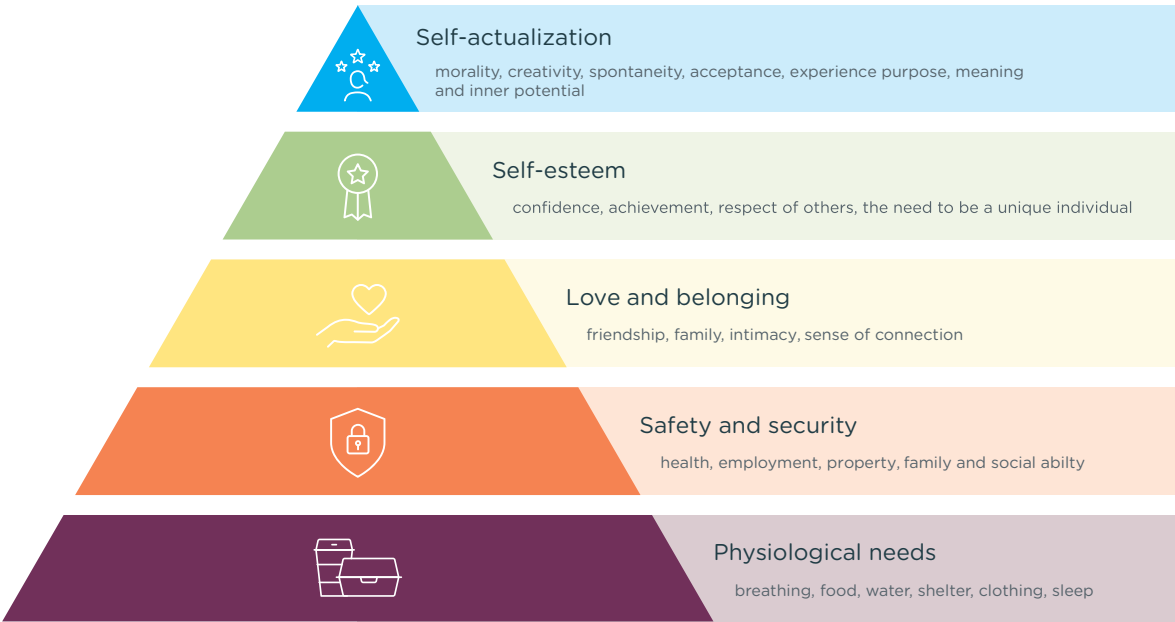 Self-actualization
morality, creativity, spontaneity, acceptance, experience purpose, meaning
and inner potential
Self-esteem
confidence, achievement, respect of others, the need to be a unique individual
Love and belonging
friendship, family, intimacy, sense of connection
Safety and security
health, employment, property, family and social abilty
Physiological needs
breathing, food, water, shelter, clothing, sleep